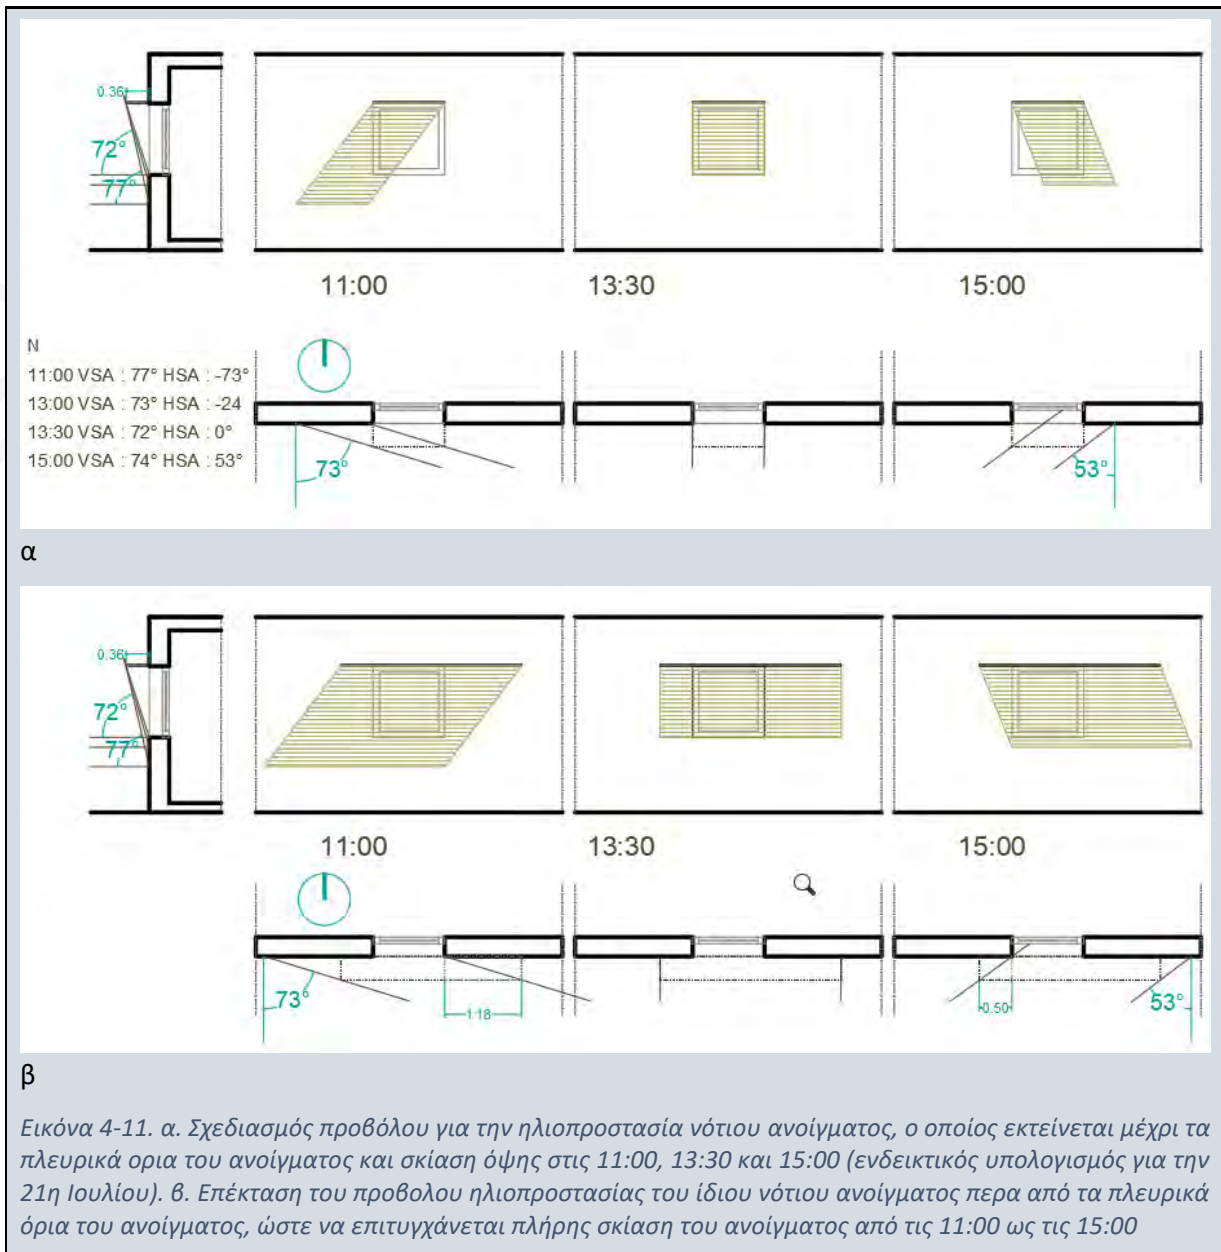 0.36
72°
77°
11:00
13:30
15:00
N
11:00 VSA : 77° HSA : -73°
13:00 VSA : 73° HSA : -24
13:30 VSA : 72° HSA : 0°
15:00 VSA : 74° HSA : 53°
73°
53°
α
0.36
72°
77°
11:00
13:30
15:00
73°
1.18
0.50
53°
β
Εικόνα 4-11. α. Σχεδιασμός προβόλου για την ηλιοπροστασία νότιου ανοίγματος, ο οποίος εκτείνεται μέχρι τα
πλευρικά ορια του ανοίγματος και σκίαση όψης στις 11:00, 13:30 και 15:00 (ενδεικτικός υπολογισμός για την
21η Ιουλίου). β. Επέκταση του προβολου ηλιοπροστασίας του ίδιου νότιου ανοίγματος περα από τα πλευρικά
όρια του ανοίγματος, ώστε να επιτυγχάνεται πλήρης σκίαση του ανοίγματος από τις 11:00 ως τις 15:00